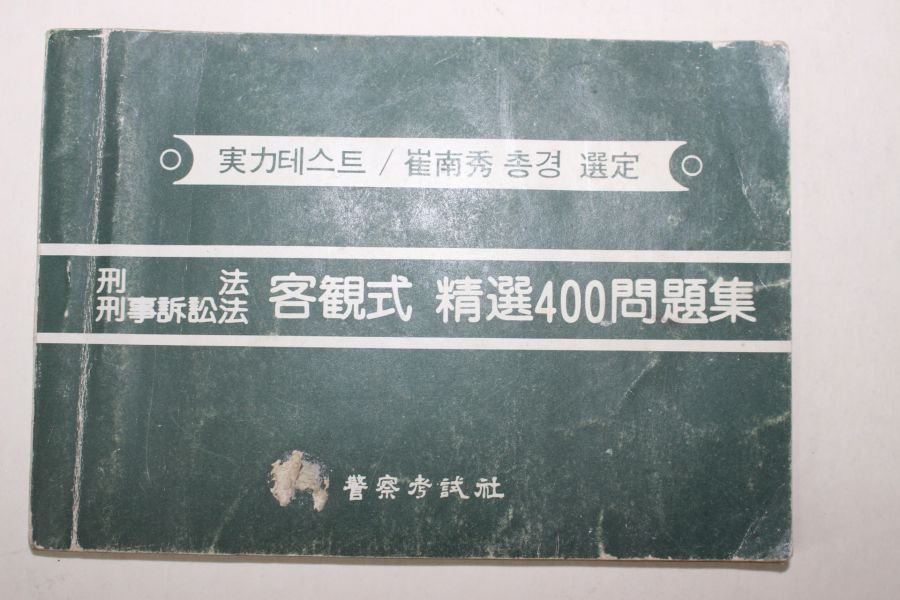 実力테스트 / 崔南秀 총경 選定
刑法
刑事訴訟法 客観式 精選400問題集
警察考試社